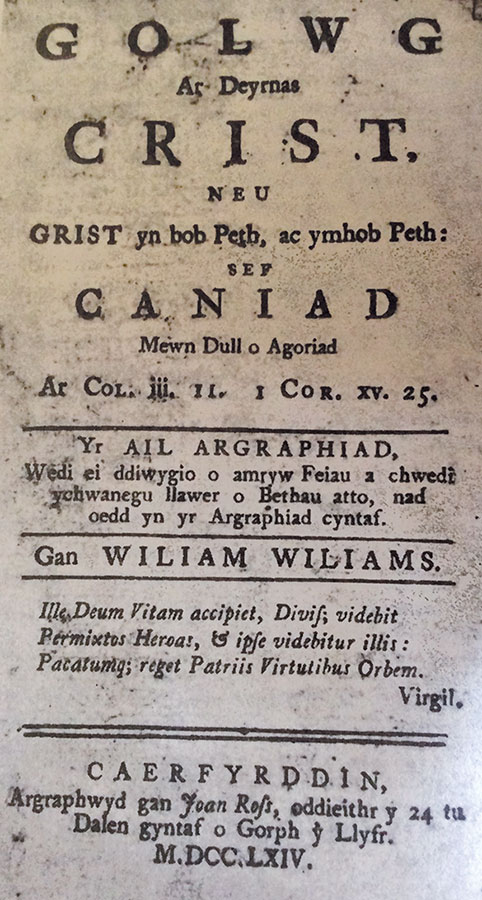 GOLWG
Ar Deyrnas
CRIST,
NEU
GRIST yn bob Peth, ac ymhob Peth:
SEF
CANIAD
Mewn Dull o Agoriad
Ar COL. iii. 11. 1 COR. xv. 25.
Yr AIL ARGRAPHIAD,
Wedi ei ddiwygio o amryw Feiau a chwedi
ychwanegu llawer o Bethau atto, nad
oedd yn yr Argraphiad cyntaf.
Gan WILIAM WILIAMS.
Ille Deum Vitam accipiet, Diviſ; videbit
Permixtos Heroas, & ipſe videbitur illis:
Pacatumq; reget Patriis Virtutibus Orbem.
Virgil.
CAERFYRDDIN,
Argraphwyd gan Joan Roſs, oddieithr y 24 tu
Dalen gyntaf o Gorph ŷ Llyfr.
M.DCC.LXIV.